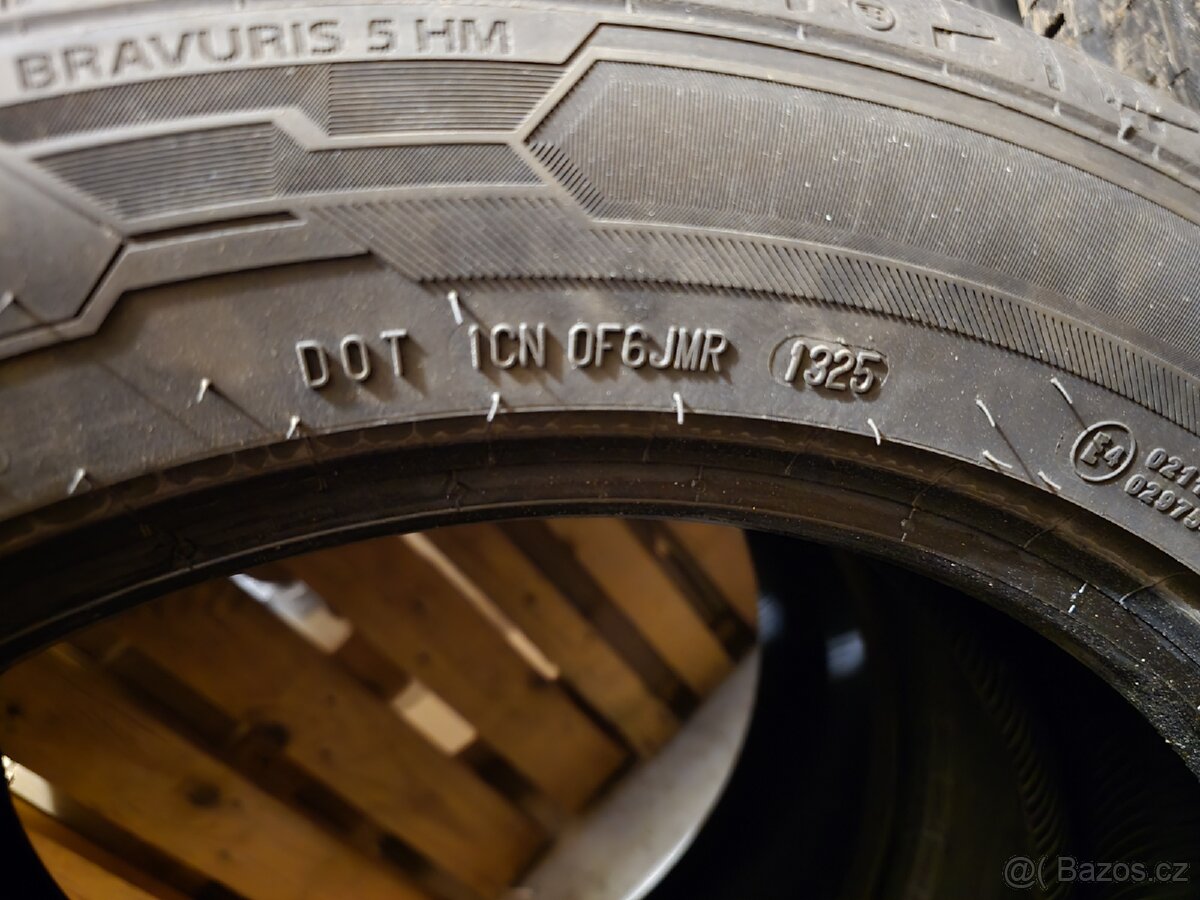 BRAVURIS 5 HM
DOT 1CN 0F6JMR 1325
E4
@( Bazos.cz